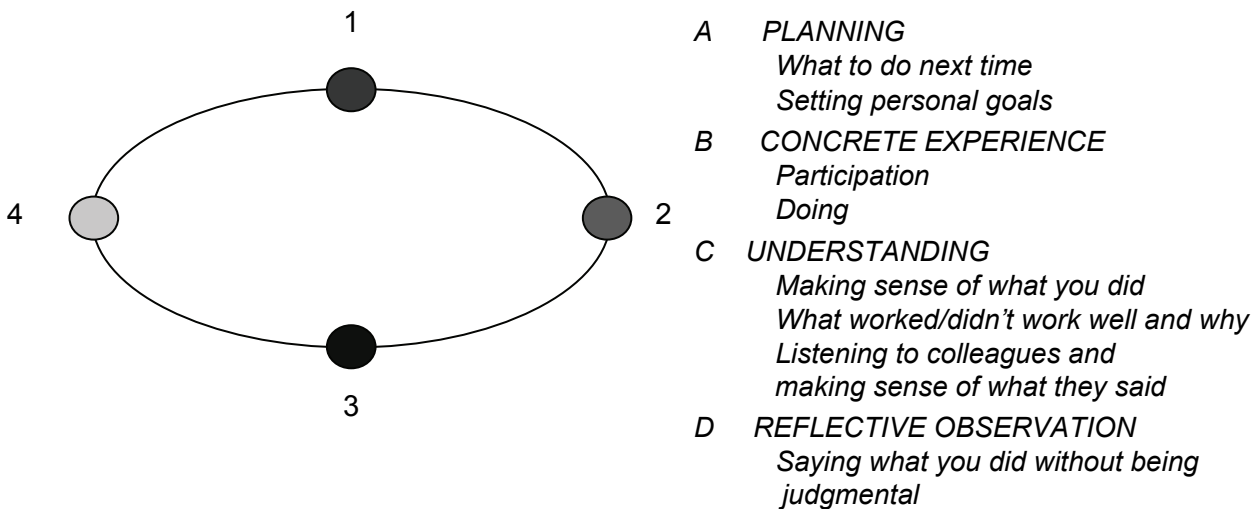 1
2
3
4
A PLANNING
What to do next time
Setting personal goals
B CONCRETE EXPERIENCE
Participation
Doing
C UNDERSTANDING
Making sense of what you did
What worked/didn’t work well and why
Listening to colleagues and
making sense of what they said
D REFLECTIVE OBSERVATION
Saying what you did without being
judgmental